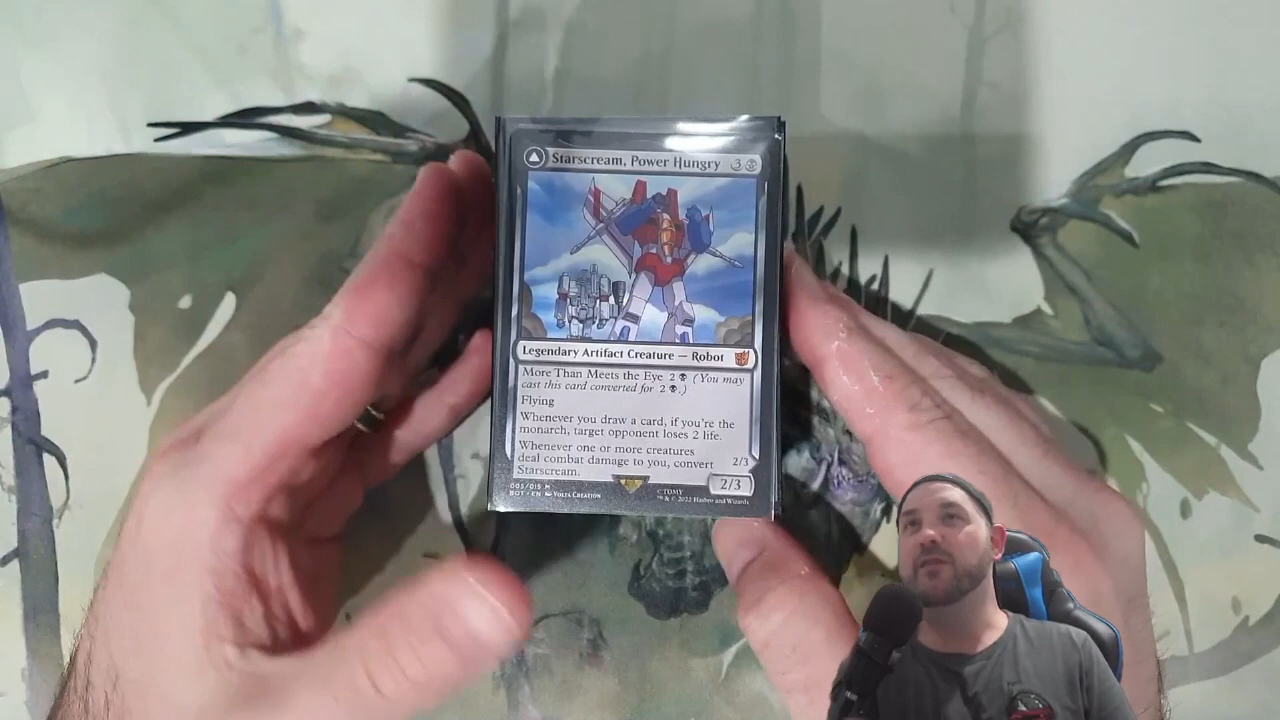 Starscream, Power Hungry 3
Legendary Artifact Creature — Robot
More Than Meets the Eye 2 (You may
cast this card converted for 2 .)
Flying
Whenever you draw a card, if you're the
monarch, target opponent loses 2 life.
Whenever one or more creatures
deal combat damage to you, convert
Starscream.
2/3
2/3
005/015 M
BOT • EN Volta Creation
©TOMY
™ & © 2022 Hasbro and Wizards